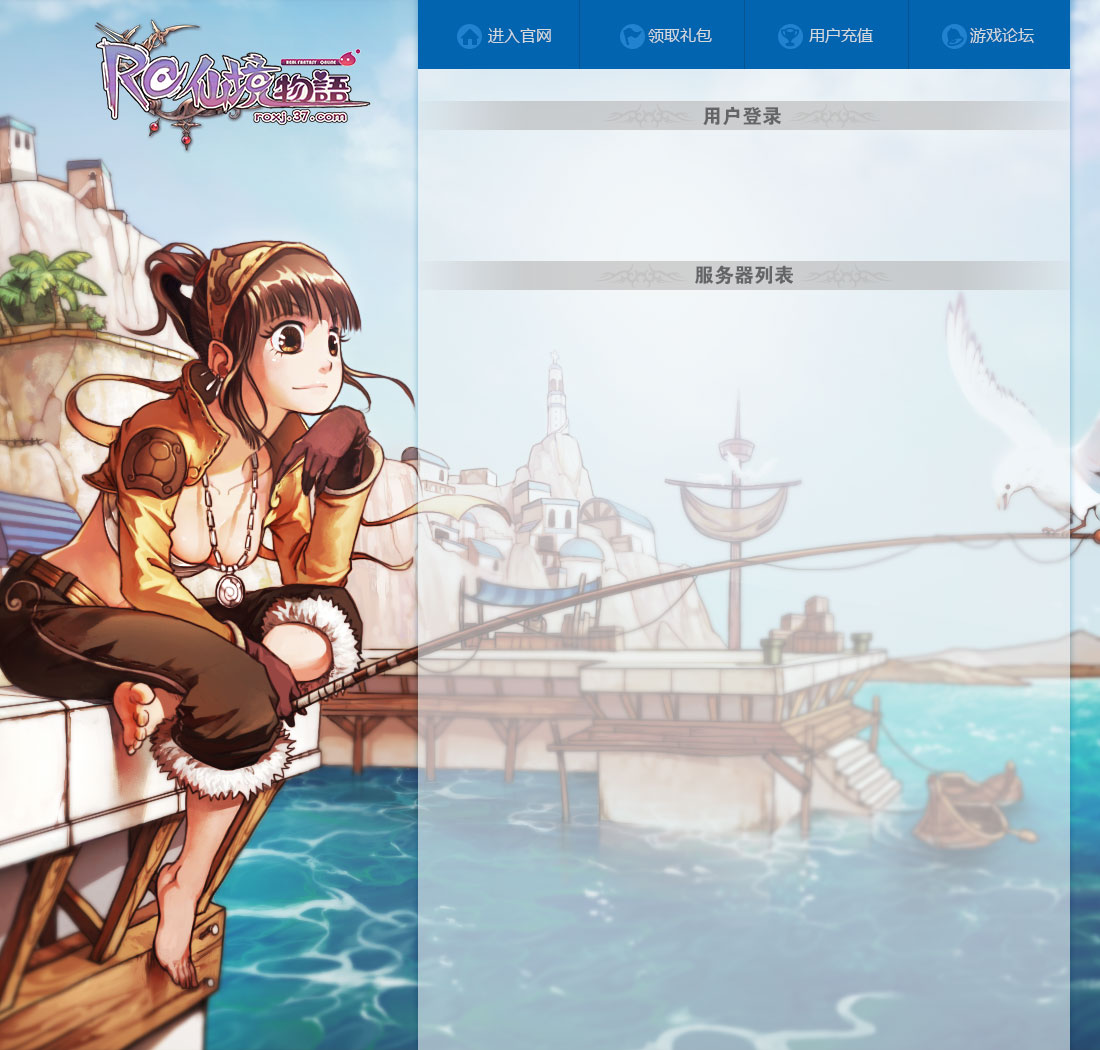 RO仙境物語
REAL FANTASY ONLINE
roxj.37.com
进入官网
领取礼包
用户充值
游戏论坛
用户登录
服务器列表